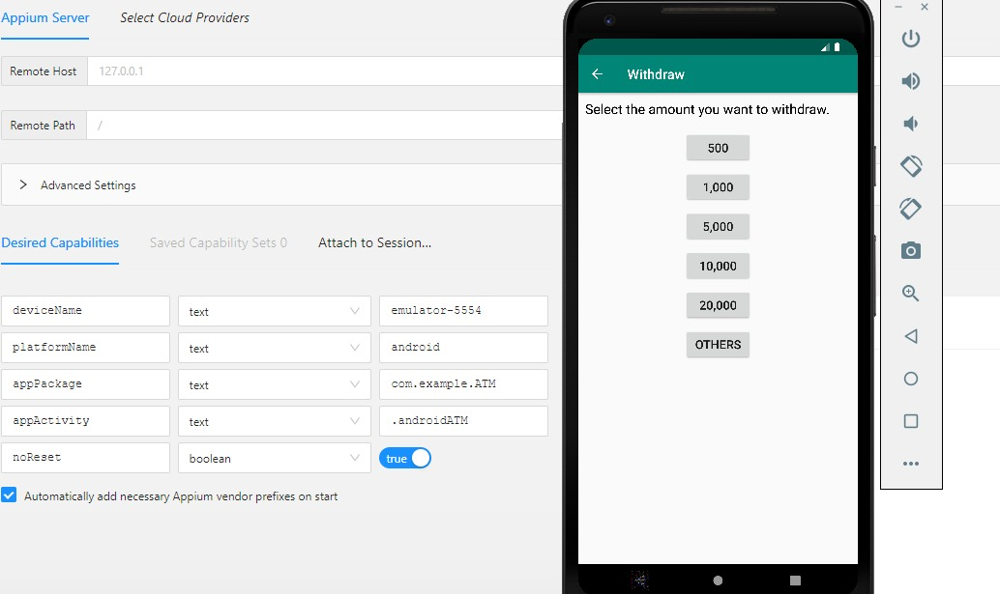 Appium Server Select Cloud Providers
Remote Host 127.0.0.1
Remote Path /
Advanced Settings
Desired Capabilities Saved Capability Sets 0 Attach to Session...
deviceName text emulator-5554
platformName text android
appPackage text com.example.ATM
appActivity text .androidATM
noReset boolean true
Automatically add necessary Appium vendor prefixes on start
Withdraw
Select the amount you want to withdraw.
500
1,000
5,000
10,000
20,000
OTHERS